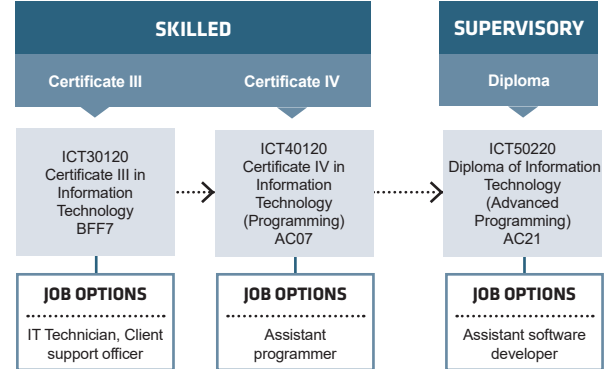 SKILLED
SUPERVISORY
Certificate III
Certificate IV
Diploma
ICT30120
Certificate III in
Information
Technology
BFF7
ICT40120
Certificate IV in
Information
Technology
(Programming)
AC07
ICT50220
Diploma of Information
Technology
(Advanced
Programming)
AC21
JOB OPTIONS
IT Technician, Client
support officer
JOB OPTIONS
Assistant
programmer
JOB OPTIONS
Assistant software
developer